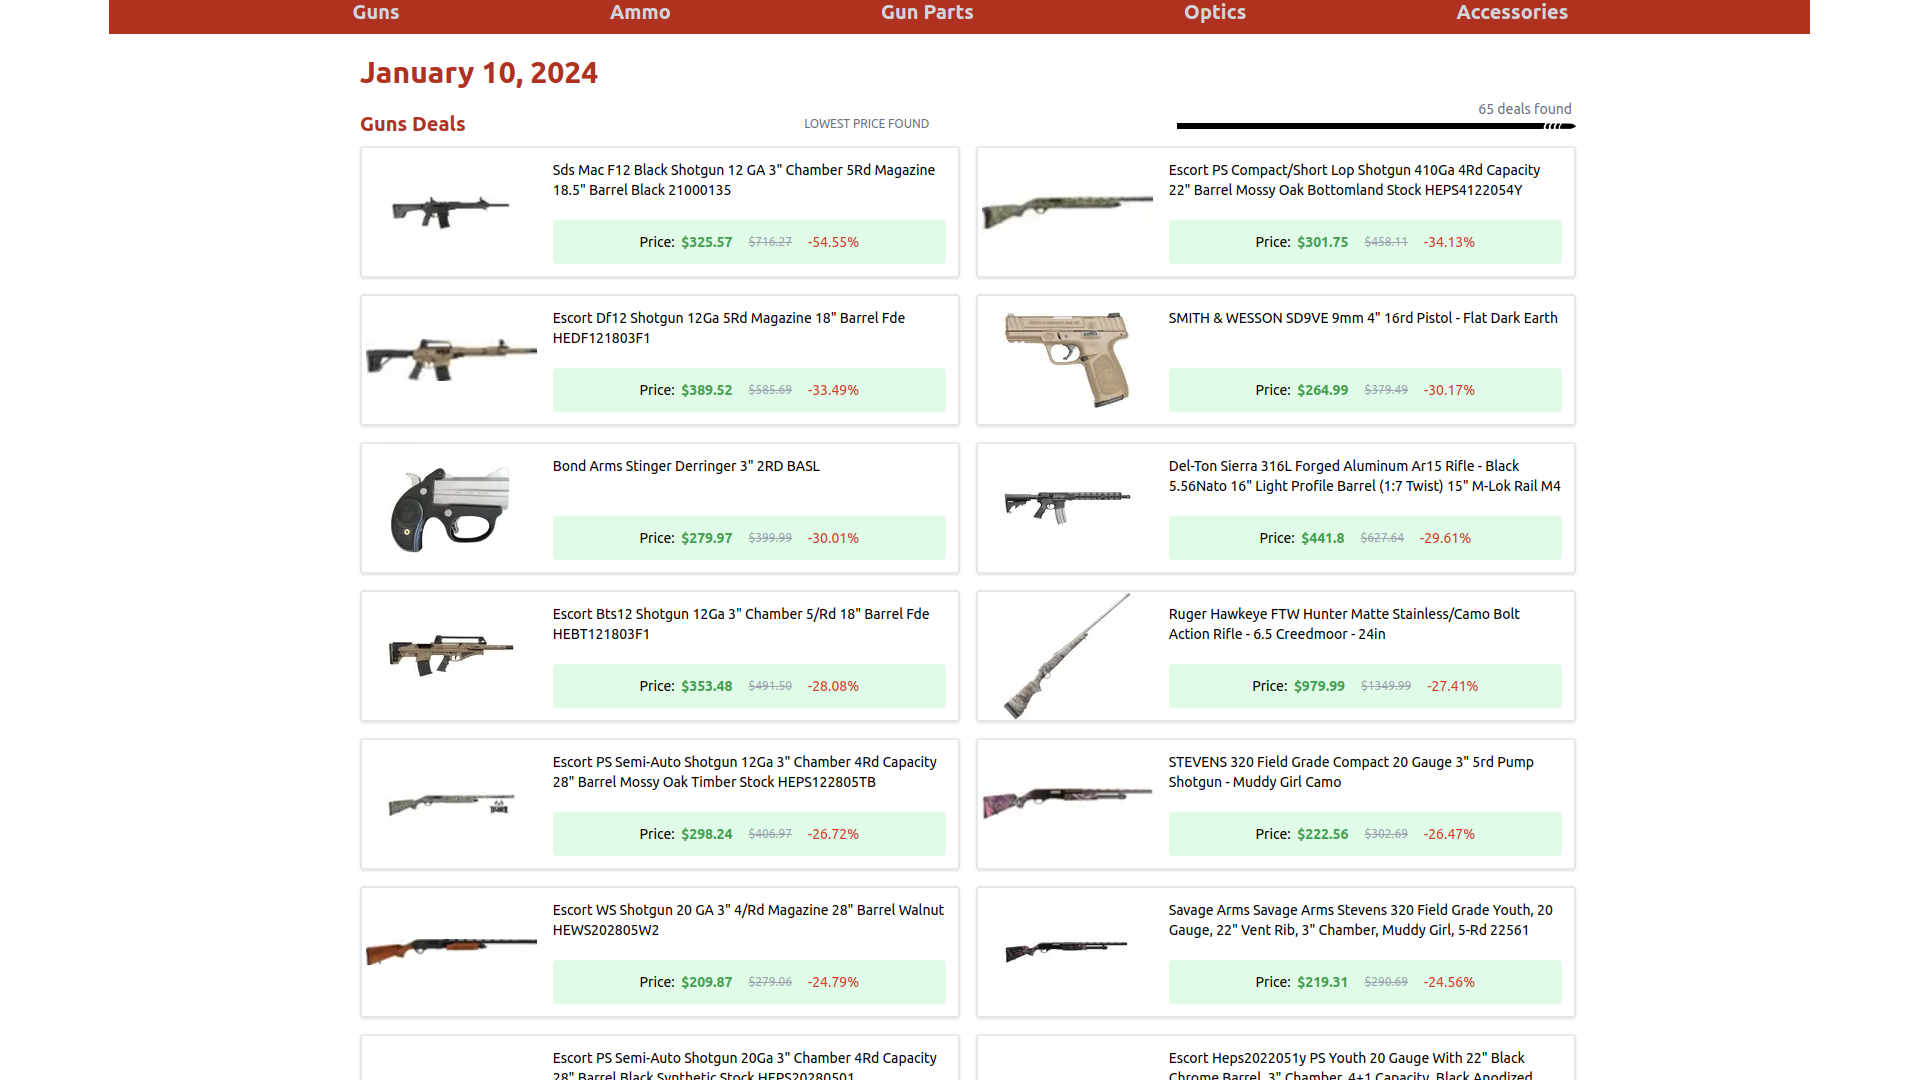 Guns
Ammo
Gun Parts
Optics
Accessories
January 10, 2024
65 deals found
Guns Deals
LOWEST PRICE FOUND
Sds Mac F12 Black Shotgun 12 GA 3" Chamber 5Rd Magazine
18.5" Barrel Black 21000135
Price: $325.57 $716.27 -54.55%
Escort PS Compact/Short Lop Shotgun 410Ga 4Rd Capacity
22" Barrel Mossy Oak Bottomland Stock HEPS4122054Y
Price: $301.75 $458.11 -34.13%
Escort Df12 Shotgun 12Ga 5Rd Magazine 18" Barrel Fde
HEDF121803F1
Price: $389.52 $585.69 -33.49%
SMITH & WESSON SD9VE 9mm 4" 16rd Pistol - Flat Dark Earth
Price: $264.99 $379.49 -30.17%
Bond Arms Stinger Derringer 3" 2RD BASL
Price: $279.97 $399.99 -30.01%
Del-Ton Sierra 316L Forged Aluminum Ar15 Rifle - Black
5.56Nato 16" Light Profile Barrel (1:7 Twist) 15" M-Lok Rail M4
Price: $441.8 $627.64 -29.61%
Escort Bts12 Shotgun 12Ga 3" Chamber 5/Rd 18" Barrel Fde
HEBT121803F1
Price: $353.48 $491.50 -28.08%
Ruger Hawkeye FTW Hunter Matte Stainless/Camo Bolt
Action Rifle - 6.5 Creedmoor - 24in
Price: $979.99 $1349.99 -27.41%
Escort PS Semi-Auto Shotgun 12Ga 3" Chamber 4Rd Capacity
28" Barrel Mossy Oak Timber Stock HEPS122805TB
Price: $298.24 $406.97 -26.72%
STEVENS 320 Field Grade Compact 20 Gauge 3" 5rd Pump
Shotgun - Muddy Girl Camo
Price: $222.56 $302.69 -26.47%
Escort WS Shotgun 20 GA 3" 4/Rd Magazine 28" Barrel Walnut
HEWS202805W2
Price: $209.87 $279.06 -24.79%
Savage Arms Savage Arms Stevens 320 Field Grade Youth, 20
Gauge, 22" Vent Rib, 3" Chamber, Muddy Girl, 5-Rd 22561
Price: $219.31 $290.69 -24.56%
Escort PS Semi-Auto Shotgun 20Ga 3" Chamber 4Rd Capacity
28" Barrel Black Synthetic Stock HEPS20280501
Escort Heps2022051y PS Youth 20 Gauge With 22" Black
Chrome Barrel, 3" Chamber, 4+1 Capacity, Black Anodized